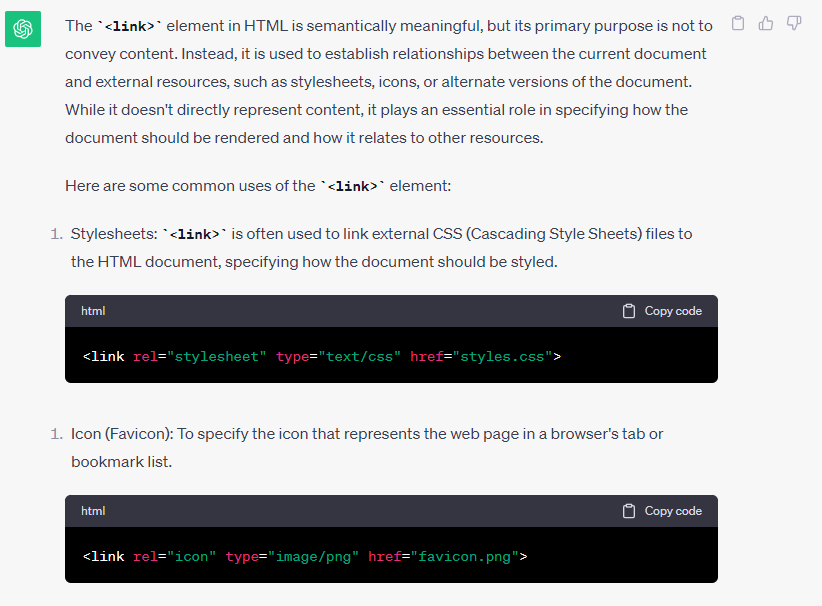 The `<link>` element in HTML is semantically meaningful, but its primary purpose is not to
convey content. Instead, it is used to establish relationships between the current document
and external resources, such as stylesheets, icons, or alternate versions of the document.
While it doesn't directly represent content, it plays an essential role in specifying how the
document should be rendered and how it relates to other resources.
Here are some common uses of the `<link>` element:
1. Stylesheets: `<link>` is often used to link external CSS (Cascading Style Sheets) files to
the HTML document, specifying how the document should be styled.
html Copy code
<link rel="stylesheet" type="text/css" href="styles.css">
1. Icon (Favicon): To specify the icon that represents the web page in a browser's tab or
bookmark list.
html Copy code
<link rel="icon" type="image/png" href="favicon.png">